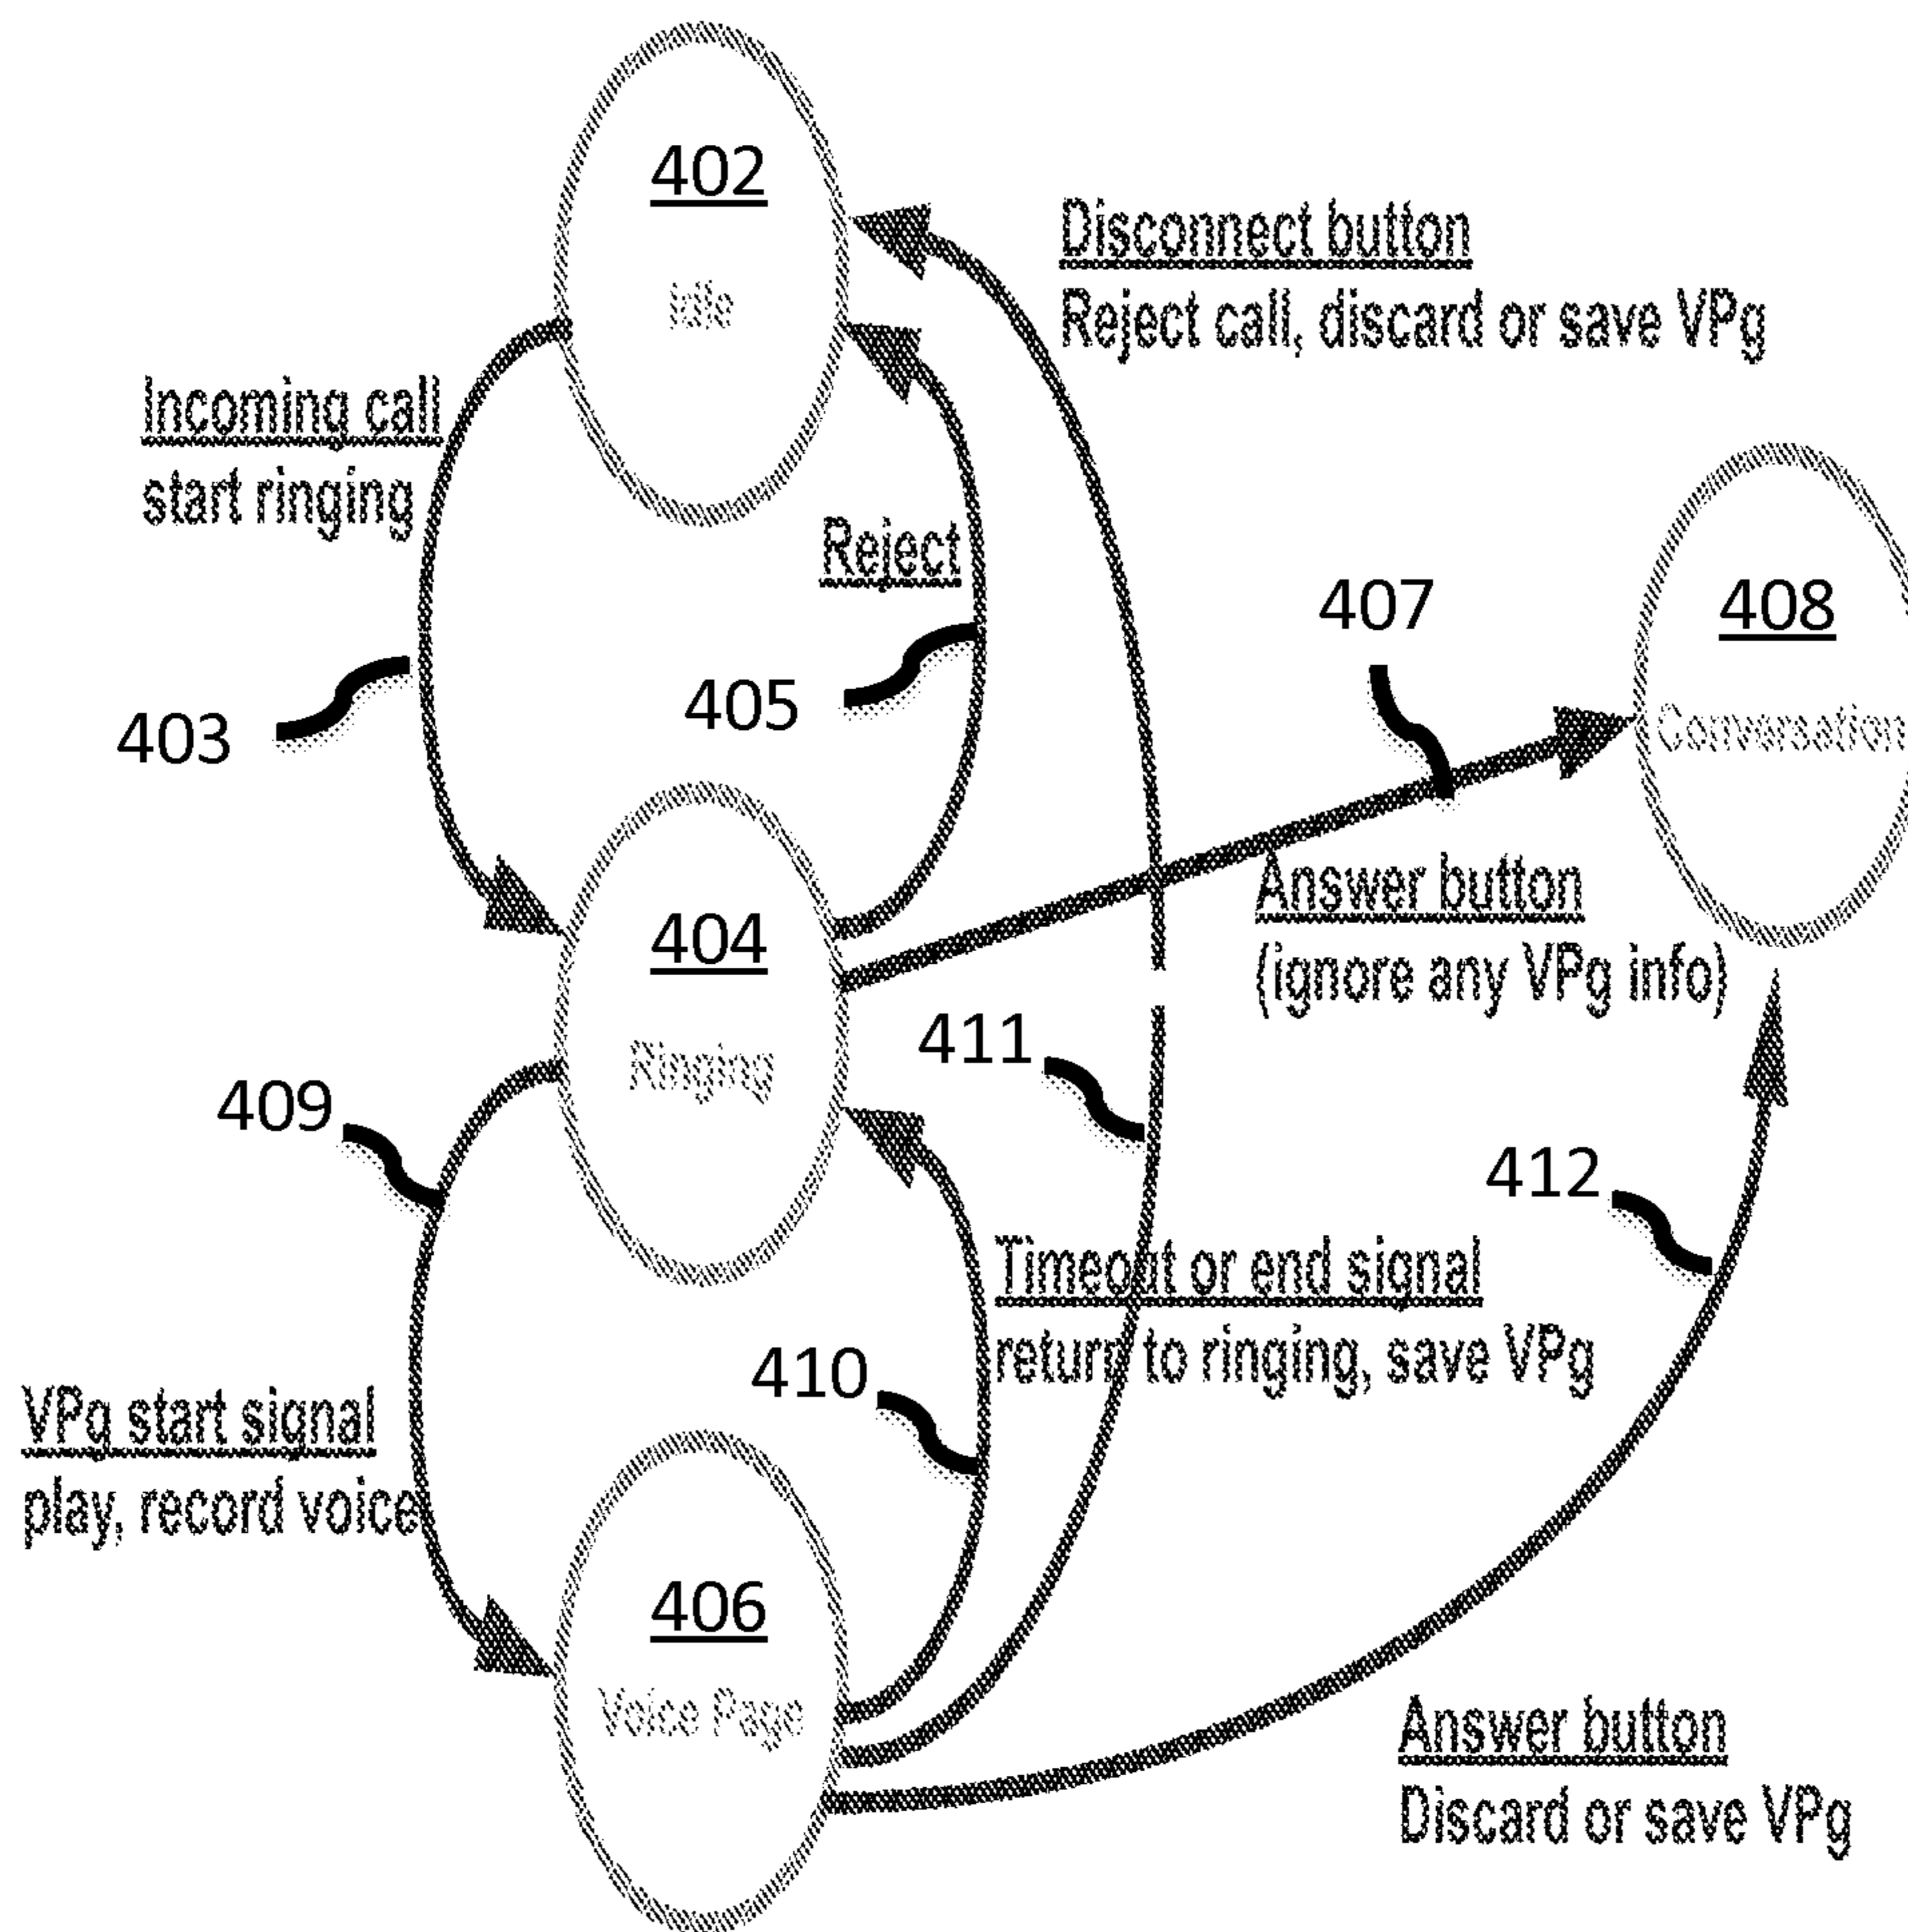 402
Idle
Disconnect button
Reject call, discard or save VPg
Incoming call
start ringing
Reject
403
405
407
408
Conversation
404
Ringing
Answer button
(ignore any VPg info)
409
411
412
Timeout or end signal
return to ringing, save VPg
410
VPg start signal
play, record voice
406
Voice Page
Answer button
Discard or save VPg